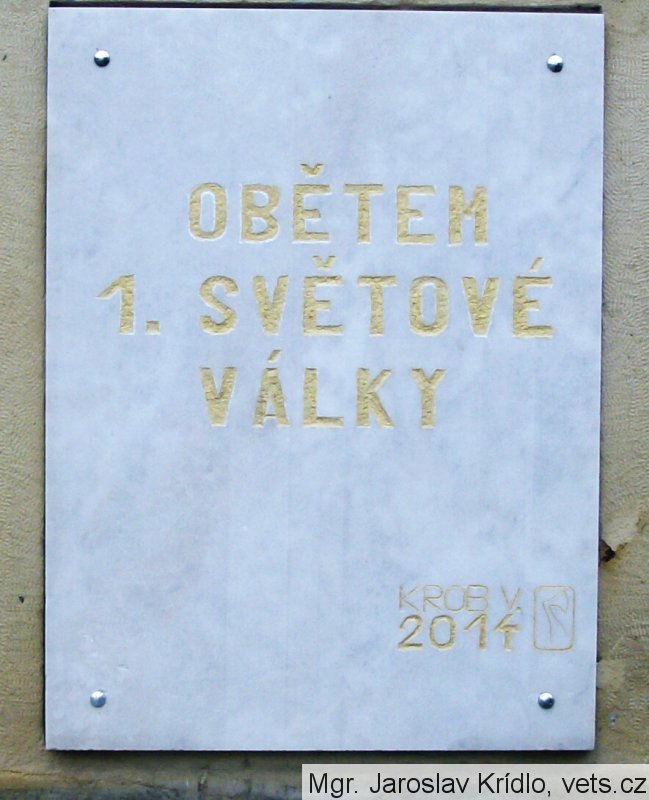 OBĚTEM
1. SVĚTOVÉ
VÁLKY
KROB V.
2014
Mgr. Jaroslav Krídlo, vets.cz